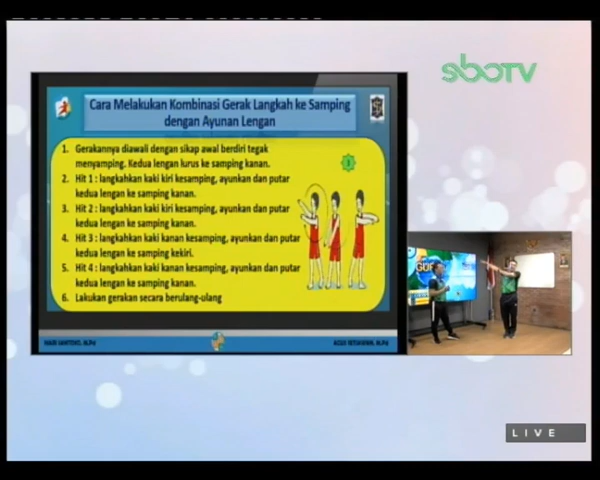 sboTV
Cara Melakukan Kombinasi Gerak Langkah ke Samping
dengan Ayunan Lengan
1. Gerakannya diawali dengan sikap awal berdiri tegak
menyamping. Kedua lengan lurus ke samping kanan.
2. Hit 1 : langkahkan kaki kiri kesamping, ayunkan dan putar
kedua lengan ke samping kanan.
3. Hit 2 : langkahkan kaki kiri kesamping, ayunkan dan putar
kedua lengan ke samping kanan.
4. Hit 3 : langkahkan kaki kanan kesamping, ayunkan dan putar
kedua lengan ke samping kekiri.
5. Hit 4 : langkahkan kaki kanan kesamping, ayunkan dan putar
kedua lengan ke samping kanan.
6. Lakukan gerakan secara berulang-ulang
LIVE